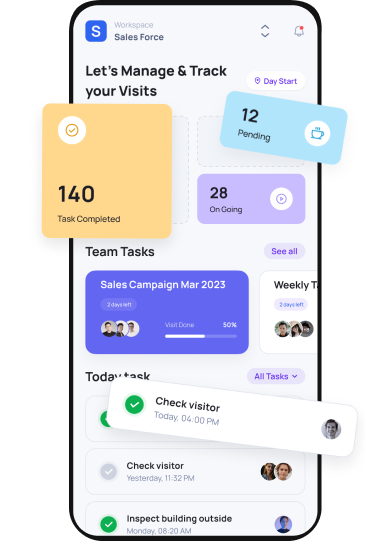 S
Workspace
Sales Force
Let's Manage & Track
your Visits
Day Start
12
Pending
140
Task Completed
28
On Going
Team Tasks
See all
Sales Campaign Mar 2023
2 days left
Visit Done
50%
Weekly T
2 days left
Today task
All Tasks
Check visitor
Today, 04:00 PM
Check visitor
Yesterday, 11:32 PM
Inspect building outside
Monday, 08:20 AM